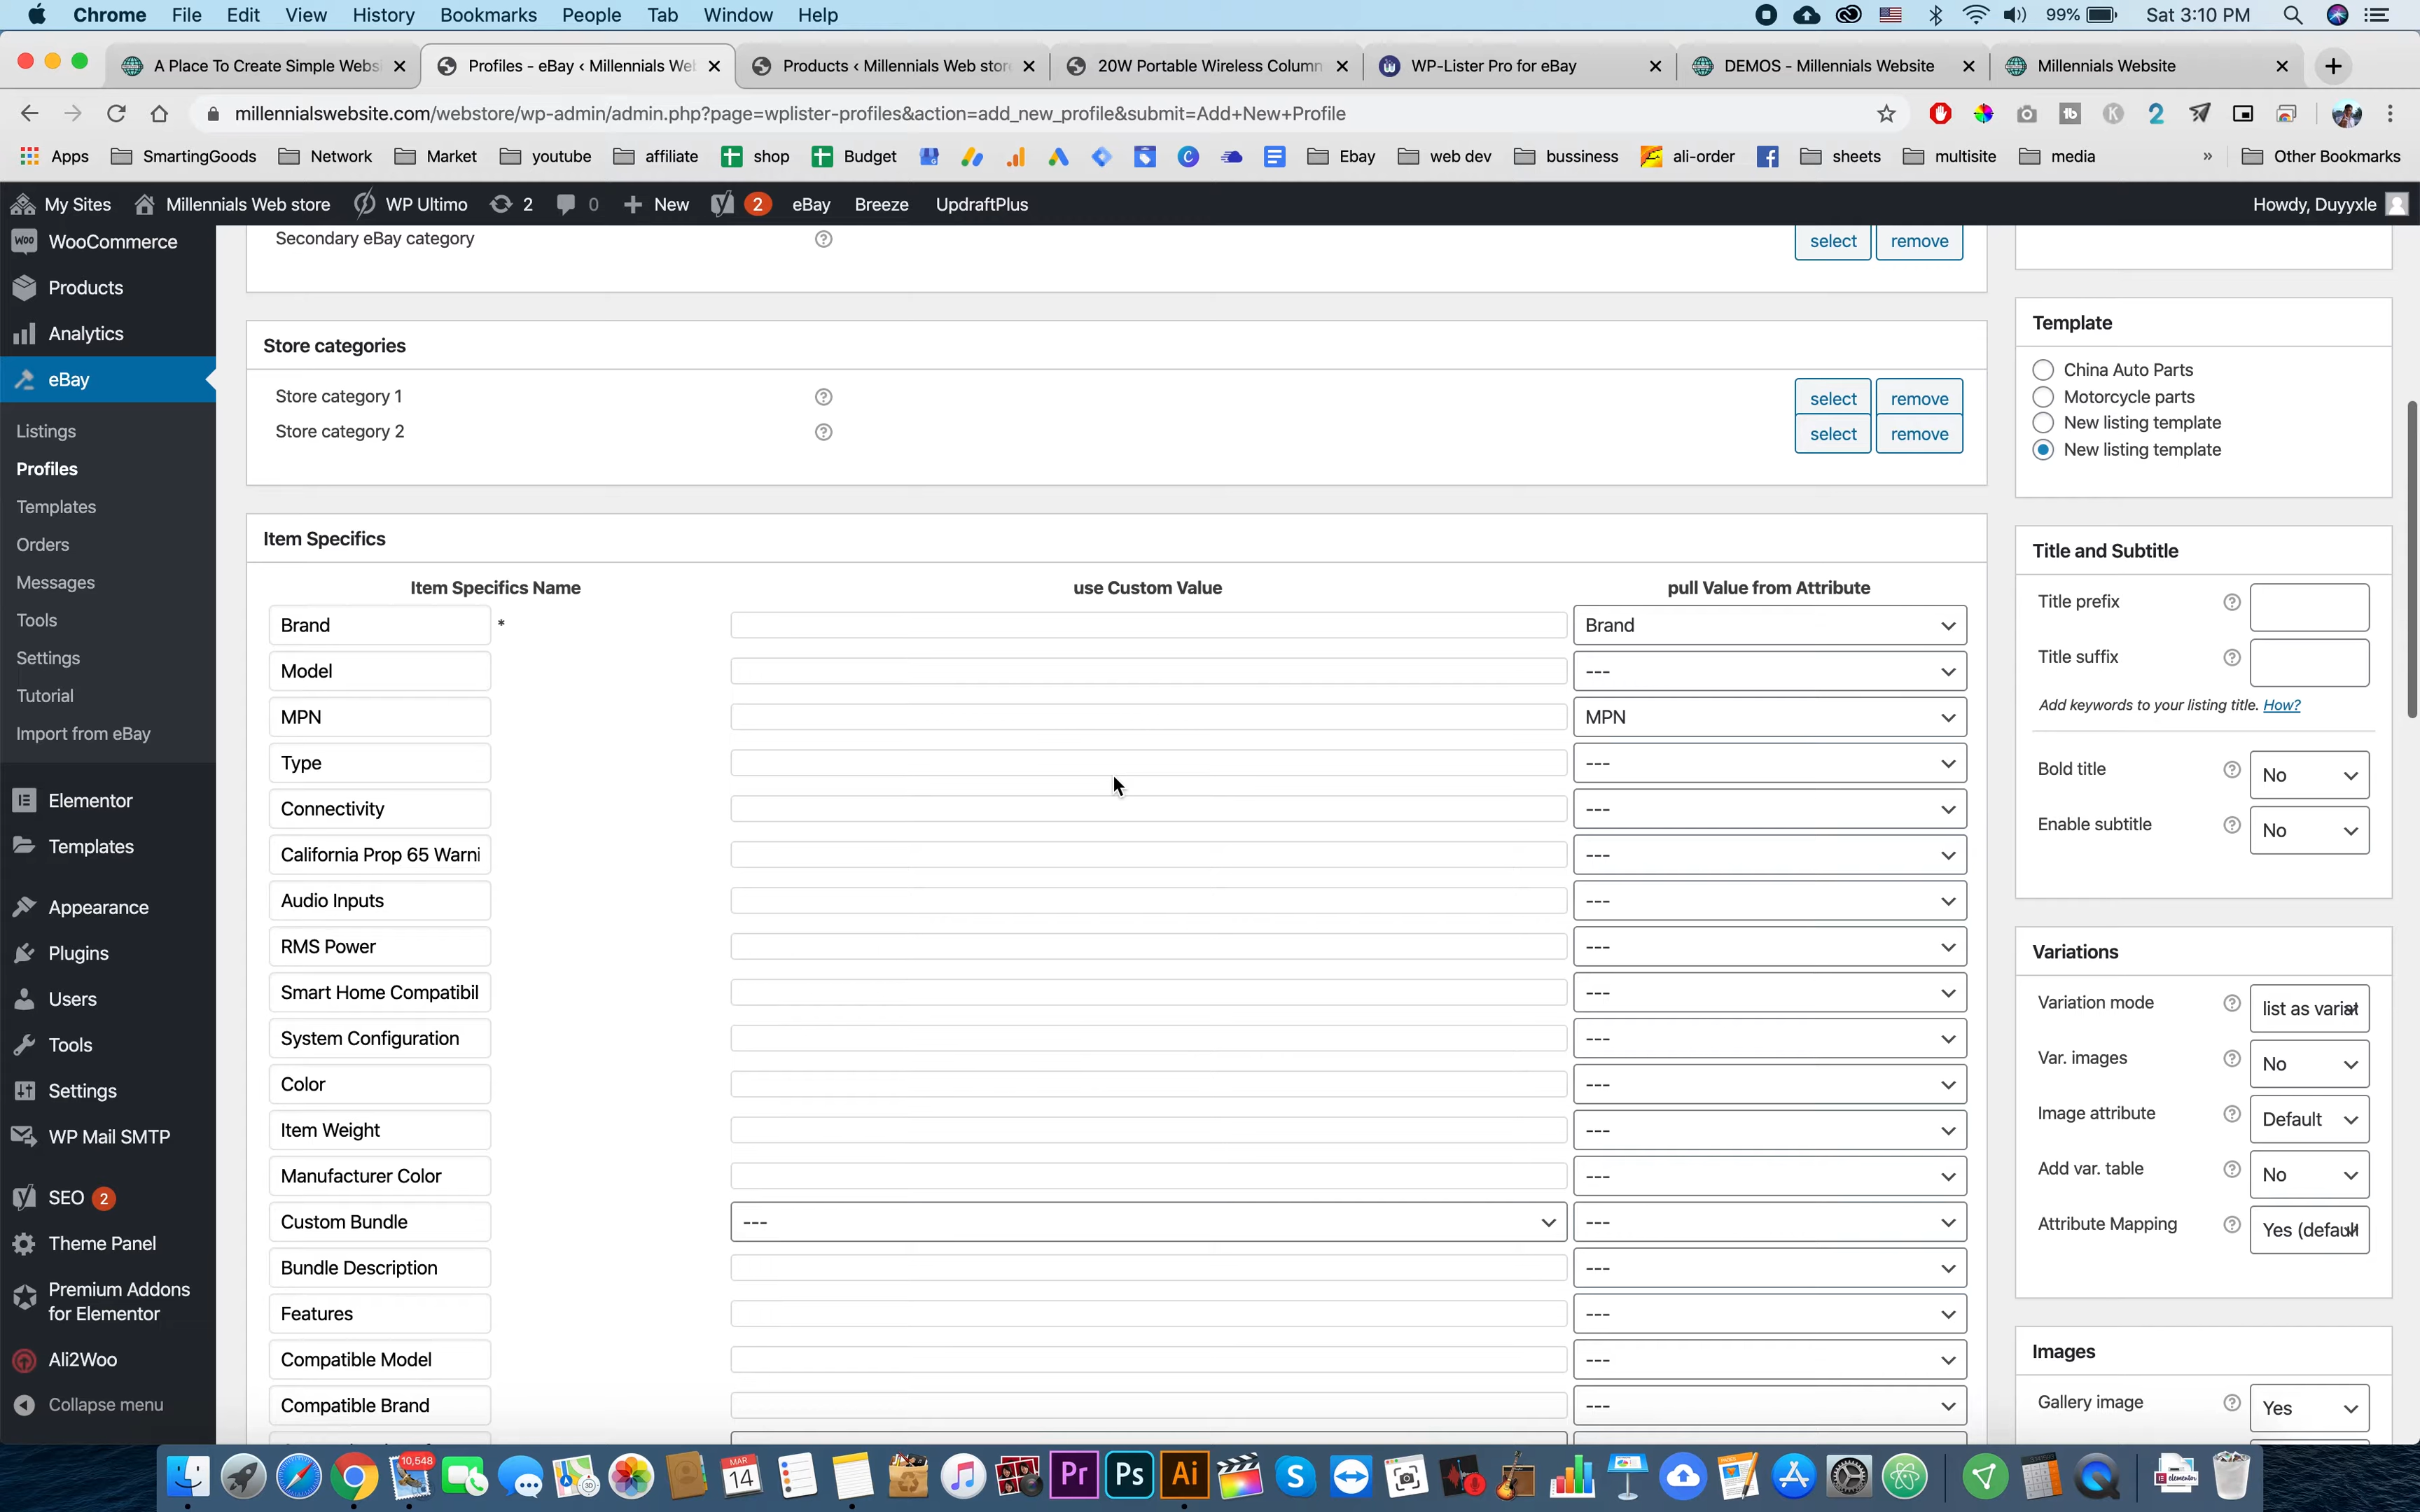 Chrome File Edit View History Bookmarks People Tab Window Help 99% Sat 3:10 PM
A Place To Create Simple Webs Profiles - eBay ‹ Millennials We Products ‹ Millennials Web stor 20W Portable Wireless Column WP-Lister Pro for eBay DEMOS - Millennials Website Millennials Website
millennialswebsite.com/webstore/wp-admin/admin.php?page=wplister-profiles&action=add_new_profile&submit=Add+New+Profile
Apps SmartingGoods Network Market youtube affiliate shop Budget Ebay web dev bussiness ali-order sheets multisite media » Other Bookmarks
My Sites Millennials Web store WP Ultimo 2 0 New 2 eBay Breeze UpdraftPlus Howdy, Duyyxle
WooCommerce
Products
Analytics
eBay
Listings
Profiles
Templates
Orders
Messages
Tools
Settings
Tutorial
Import from eBay
Elementor
Templates
Appearance
Plugins
Users
Tools
Settings
WP Mail SMTP
SEO 2
Theme Panel
Premium Addons
for Elementor
Ali2Woo
Collapse menu
Secondary eBay category ? select remove
Store categories
Store category 1 ? select remove
Store category 2 ? select remove
Item Specifics
Item Specifics Name use Custom Value pull Value from Attribute
Brand * Brand
Model ---
MPN MPN
Type ---
Connectivity ---
California Prop 65 Warni ---
Audio Inputs ---
RMS Power ---
Smart Home Compatibil ---
System Configuration ---
Color ---
Item Weight ---
Manufacturer Color ---
Custom Bundle --- ---
Bundle Description ---
Features ---
Compatible Model ---
Compatible Brand ---
Template
China Auto Parts
Motorcycle parts
New listing template
New listing template
Title and Subtitle
Title prefix ?
Title suffix ?
Add keywords to your listing title. How?
Bold title ? No
Enable subtitle ? No
Variations
Variation mode ? list as variat
Var. images ? No
Image attribute ? Default
Add var. table ? No
Attribute Mapping ? Yes (default
Images
Gallery image ? Yes
10,548
MAR
14
Pr Ps Ai